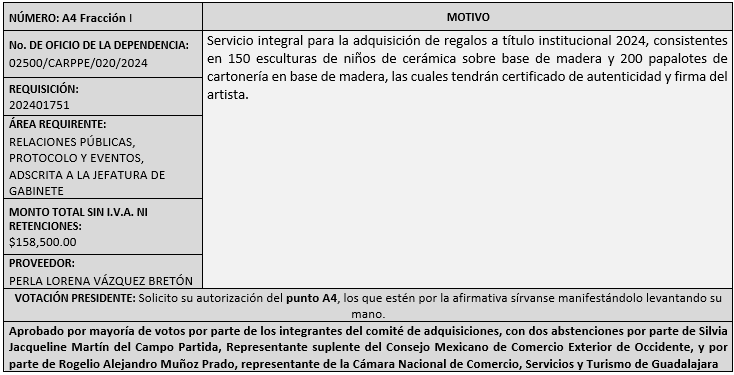 NÚMERO: A4 Fracción I
MOTIVO
No. DE OFICIO DE LA DEPENDENCIA:
02500/CARPPE/020/2024
REQUISICIÓN:
202401751
ÁREA REQUIRENTE:
RELACIONES PÚBLICAS,
PROTOCOLO Y EVENTOS,
ADSCRITA A LA JEFATURA DE
GABINETE
MONTO TOTAL SIN I.V.A. NI
RETENCIONES:
$158,500.00
PROVEEDOR:
PERLA LORENA VÁZQUEZ BRETÓN
Servicio integral para la adquisición de regalos a título institucional 2024, consistentes
en 150 esculturas de niños de cerámica sobre base de madera y 200 papalotes de
cartonería en base de madera, las cuales tendrán certificado de autenticidad y firma del
artista.
VOTACIÓN PRESIDENTE: Solicito su autorización del punto A4, los que estén por la afirmativa sírvanse manifestándolo levantando su
mano.
Aprobado por mayoría de votos por parte de los integrantes del comité de adquisiciones, con dos abstenciones por parte de Silvia
Jacqueline Martín del Campo Partida, Representante suplente del Consejo Mexicano de Comercio Exterior de Occidente, y por
parte de Rogelio Alejandro Muñoz Prado, representante de la Cámara Nacional de Comercio, Servicios y Turismo de Guadalajara